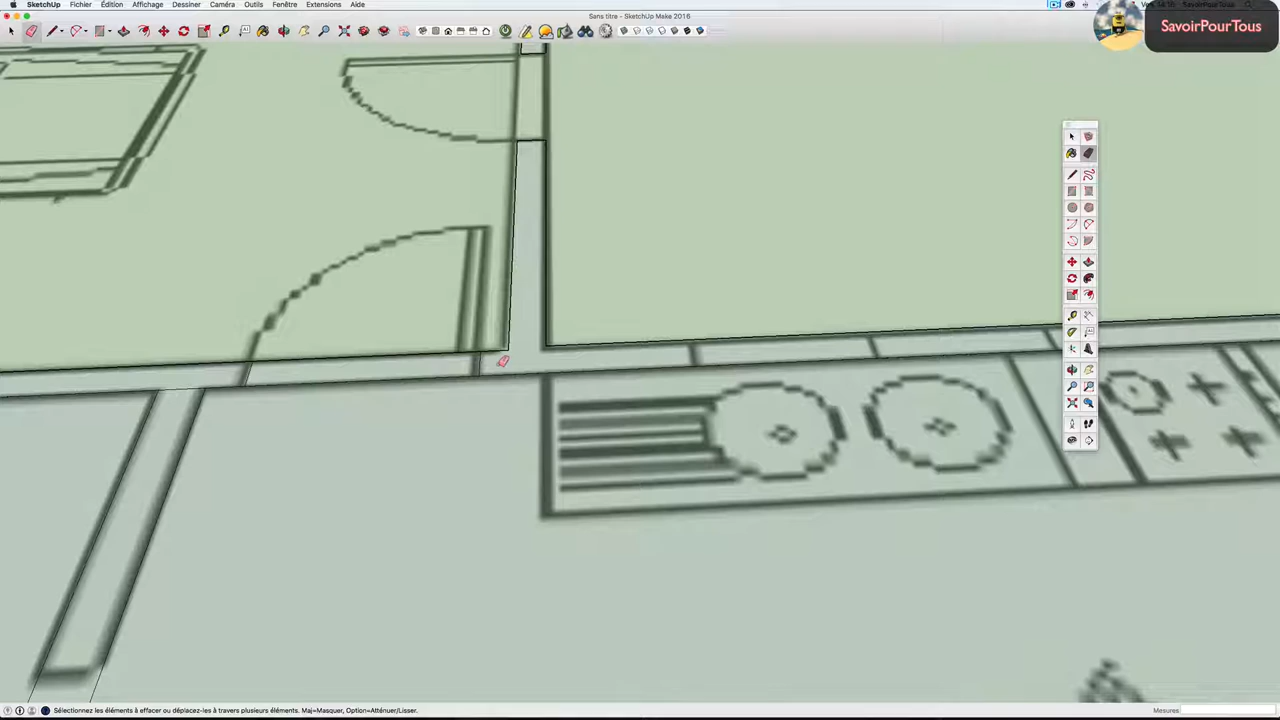 SketchUp Fichier Édition Affichage Dessiner Caméra Outils Fenêtre Extensions Aide
Sans titre - SketchUp Make 2016
SavoirPourTous
Sélectionnez les éléments à effacer ou déplacez-les à travers plusieurs éléments. Maj=Masquer, Option=Atténuer/Lisser.
Mesures